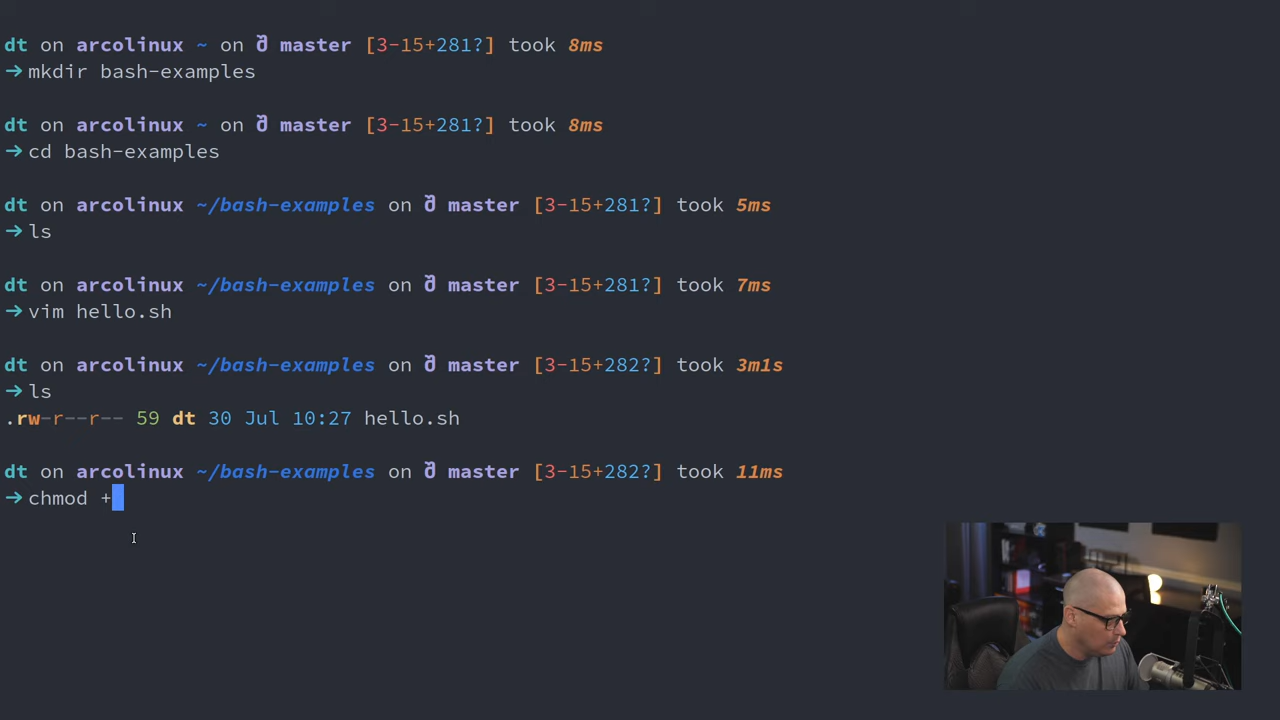 dt on arcolinux ~ on ð master [3-15+281?] took 8ms
→ mkdir bash-examples
dt on arcolinux ~ on ð master [3-15+281?] took 8ms
→ cd bash-examples
dt on arcolinux ~/bash-examples on ð master [3-15+281?] took 5ms
→ ls
dt on arcolinux ~/bash-examples on ð master [3-15+281?] took 7ms
→ vim hello.sh
dt on arcolinux ~/bash-examples on ð master [3-15+282?] took 3m1s
→ ls
.rw-r--r-- 59 dt 30 Jul 10:27 hello.sh
dt on arcolinux ~/bash-examples on ð master [3-15+282?] took 11ms
→ chmod +